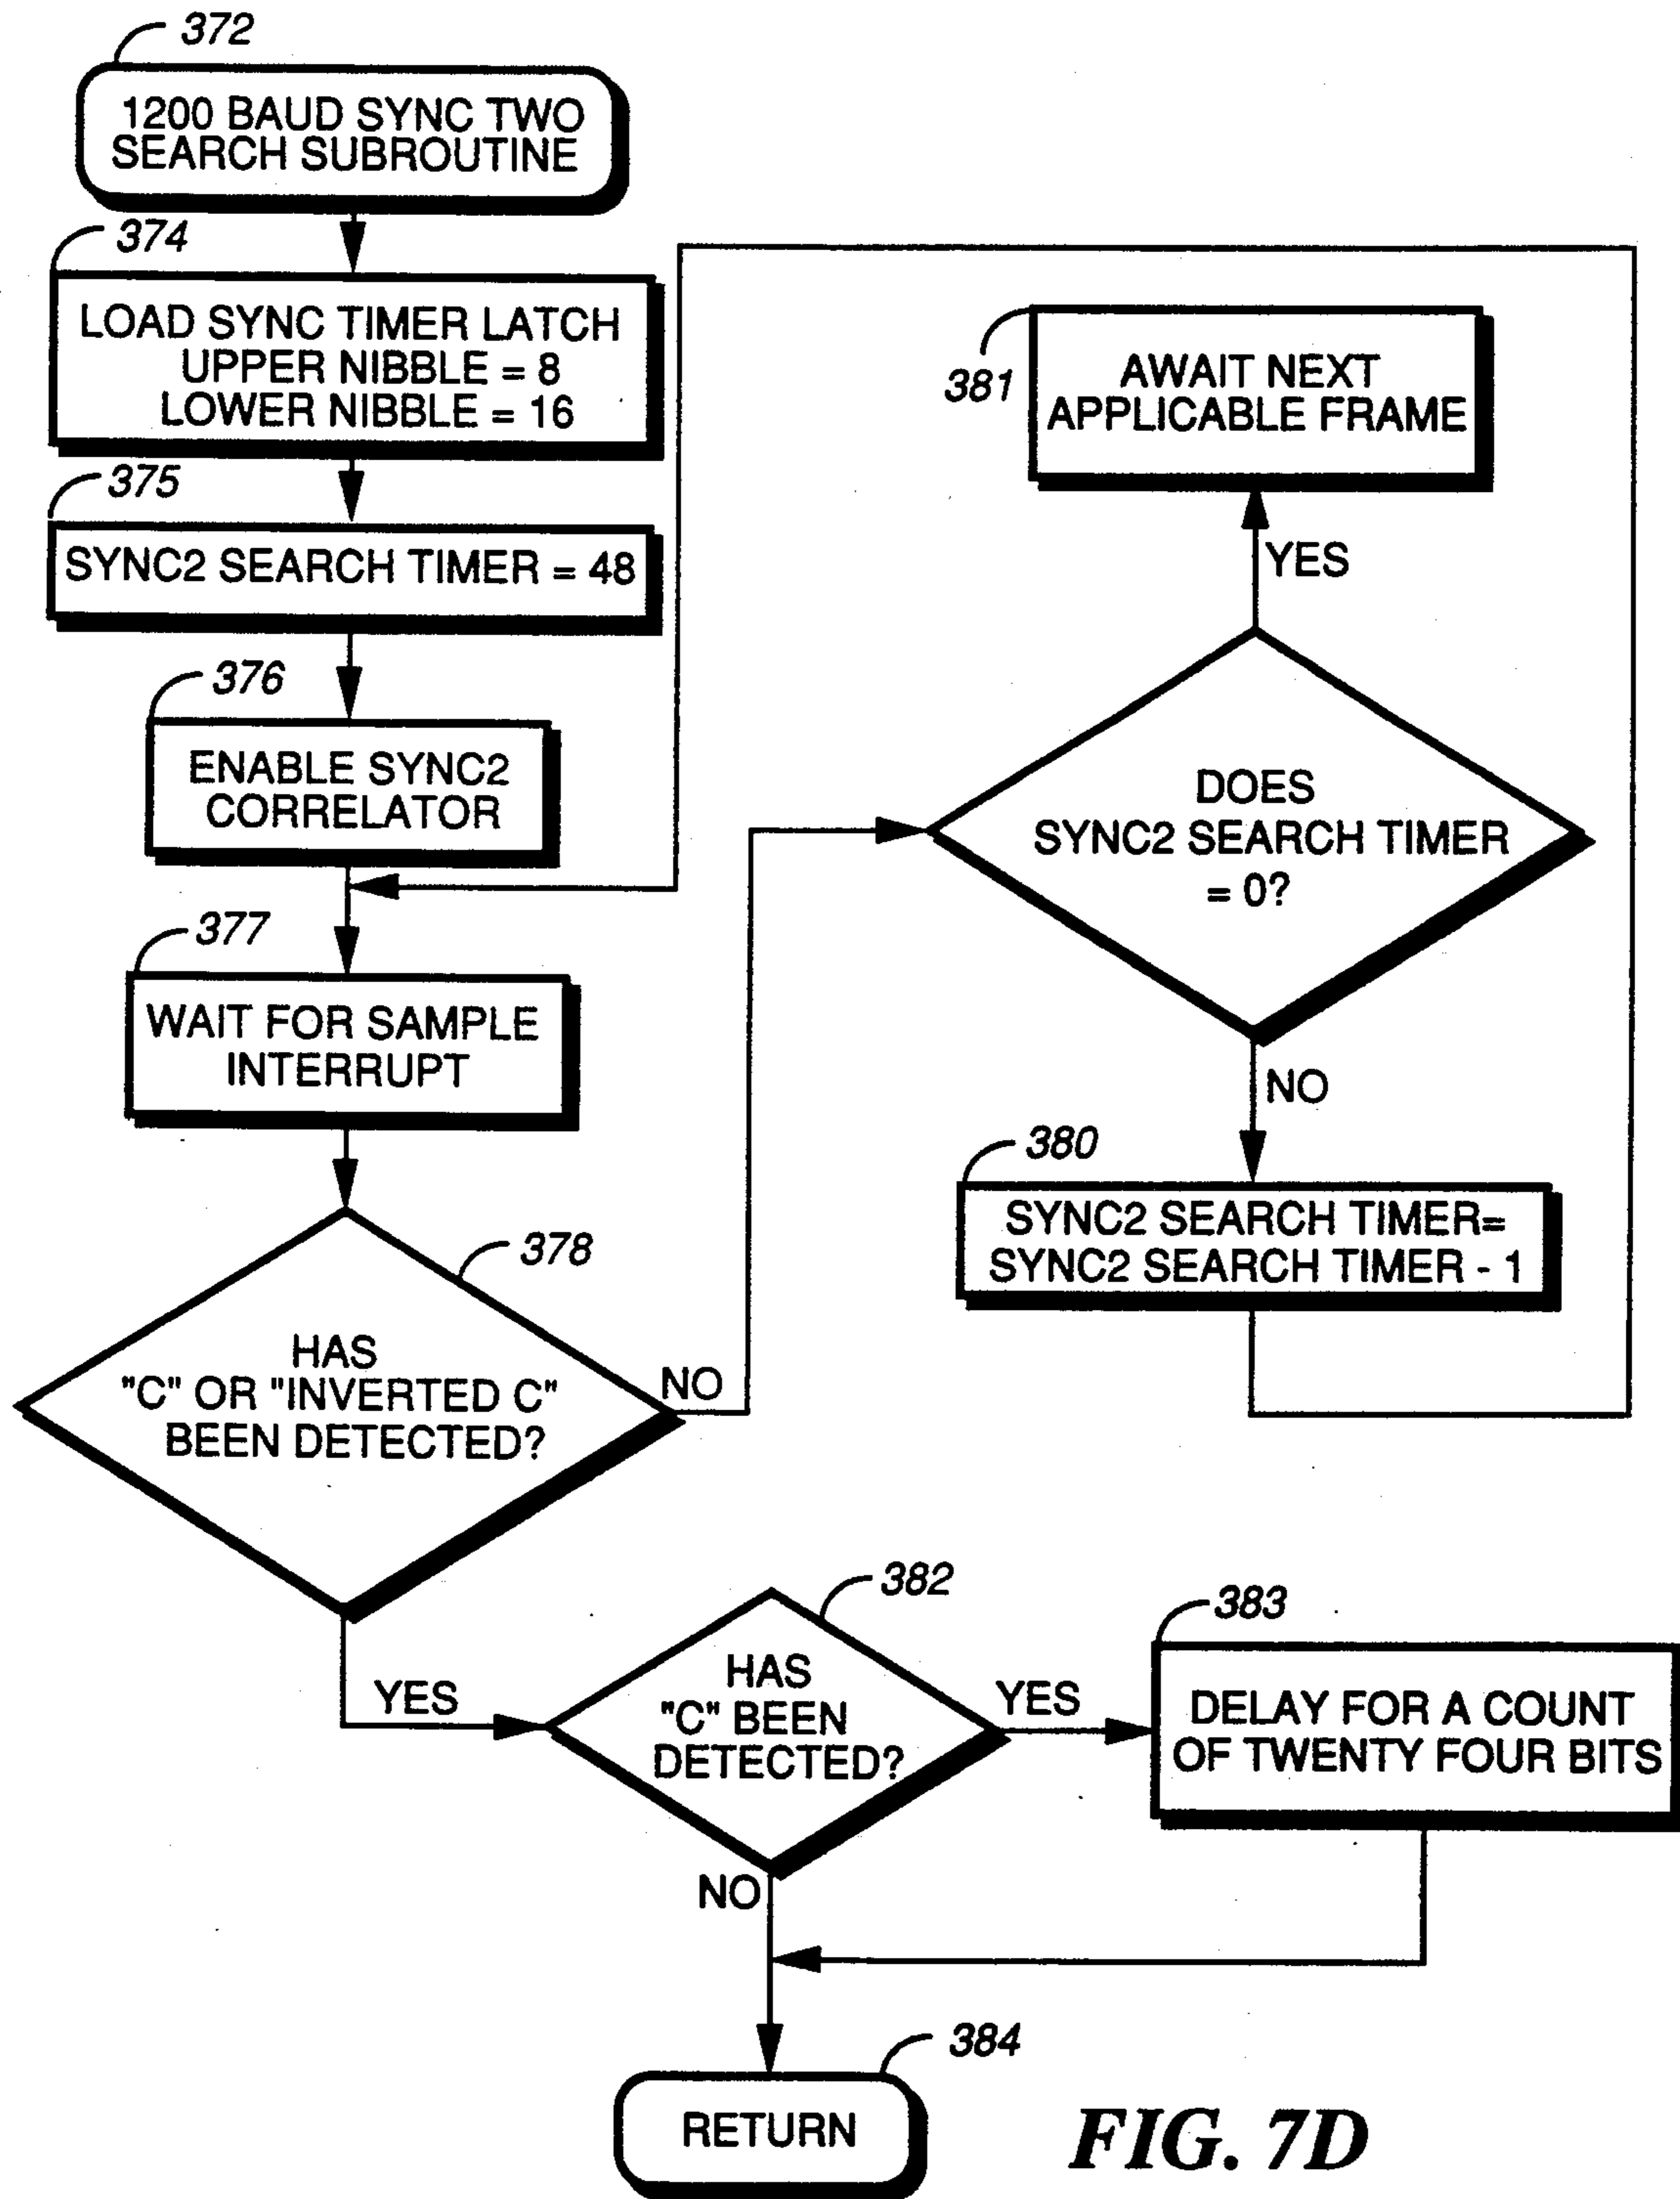 372
1200 BAUD SYNC TWO
SEARCH SUBROUTINE
374
LOAD SYNC TIMER LATCH
UPPER NIBBLE = 8
LOWER NIBBLE = 16
375
SYNC2 SEARCH TIMER = 48
376
ENABLE SYNC2
CORRELATOR
377
WAIT FOR SAMPLE
INTERRUPT
378
HAS
"C" OR "INVERTED C"
BEEN DETECTED?
NO
YES
381
AWAIT NEXT
APPLICABLE FRAME
YES
DOES
SYNC2 SEARCH TIMER
= 0?
NO
380
SYNC2 SEARCH TIMER=
SYNC2 SEARCH TIMER - 1
382
HAS
"C" BEEN
DETECTED?
YES
NO
383
DELAY FOR A COUNT
OF TWENTY FOUR BITS
384
RETURN
FIG. 7D